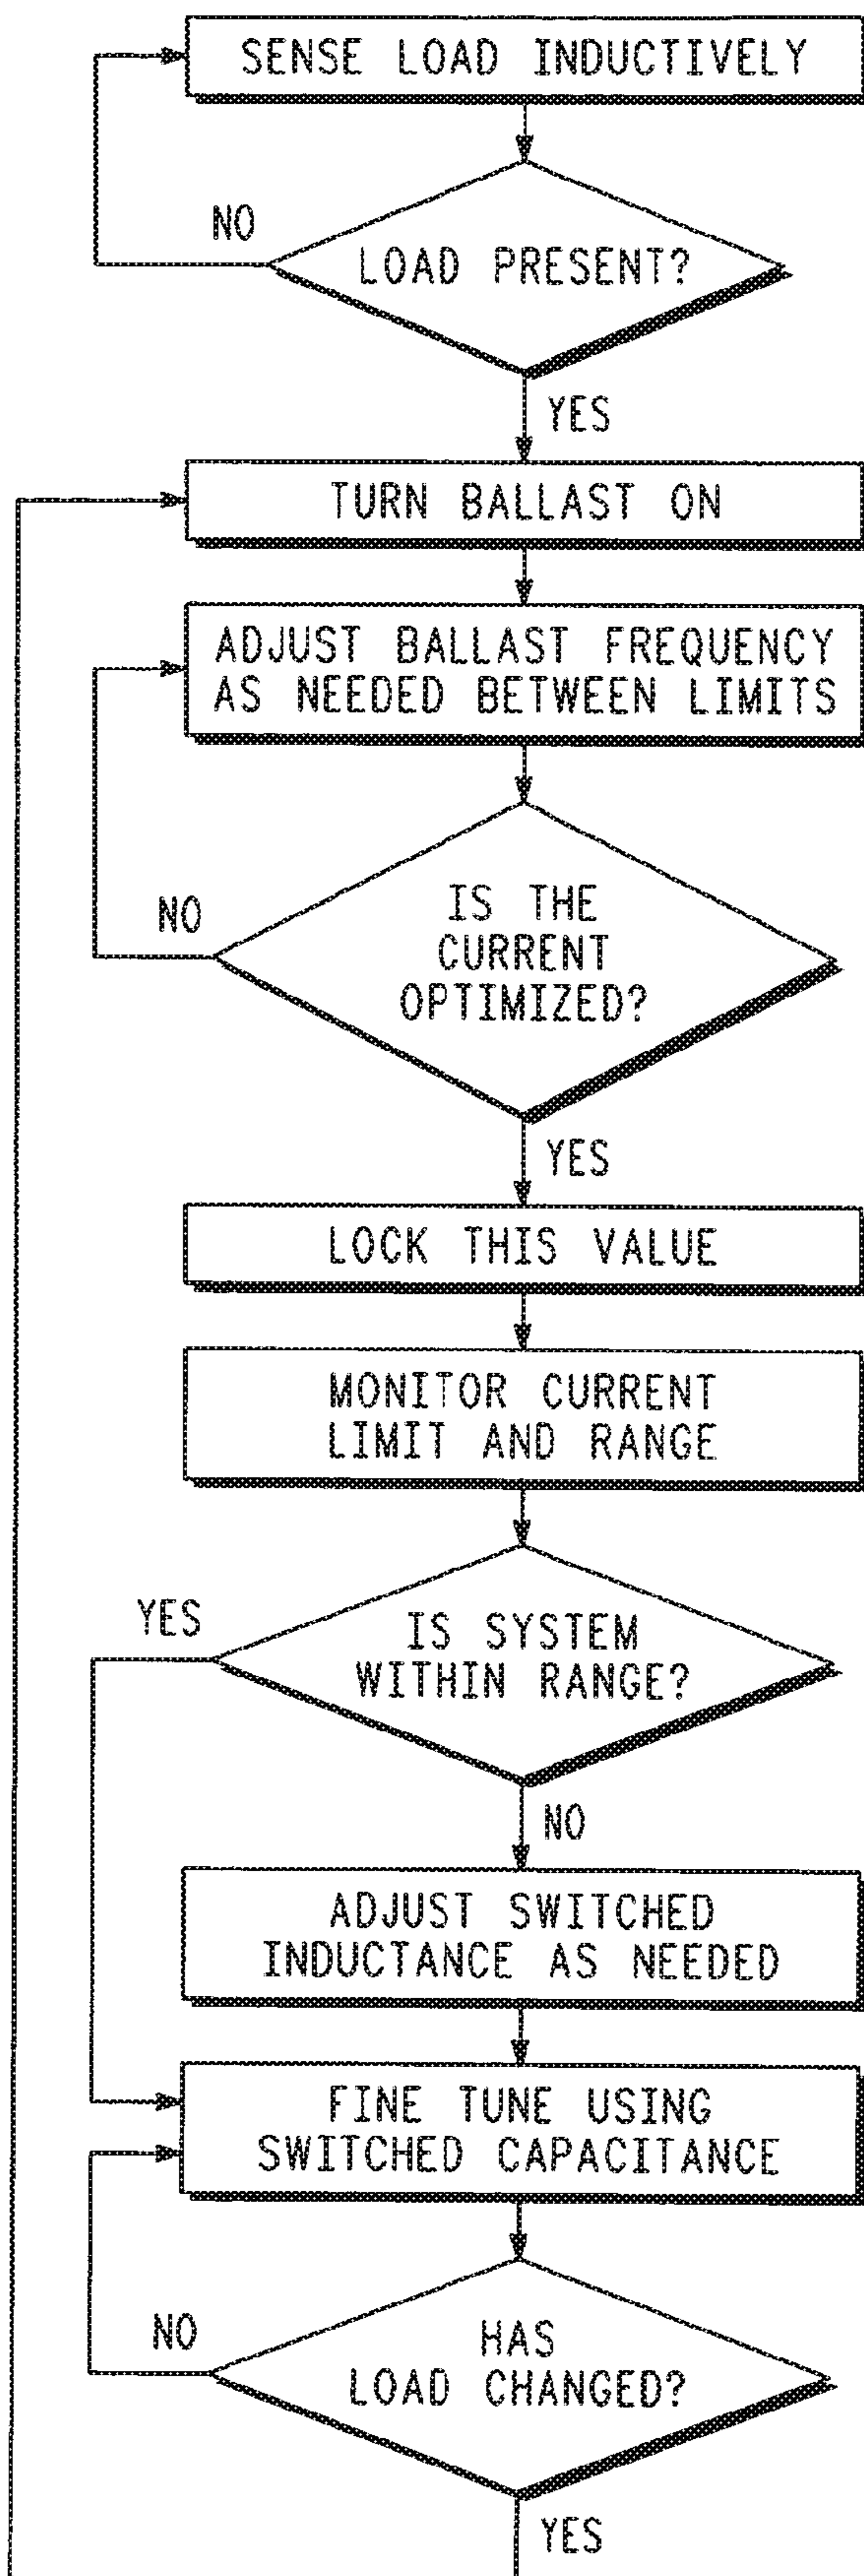 SENSE LOAD INDUCTIVELY
NO
LOAD PRESENT?
YES
TURN BALLAST ON
ADJUST BALLAST FREQUENCY
AS NEEDED BETWEEN LIMITS
NO
IS THE
CURRENT
OPTIMIZED?
YES
LOCK THIS VALUE
MONITOR CURRENT
LIMIT AND RANGE
YES
IS SYSTEM
WITHIN RANGE?
NO
ADJUST SWITCHED
INDUCTANCE AS NEEDED
FINE TUNE USING
SWITCHED CAPACITANCE
NO
HAS
LOAD CHANGED?
YES